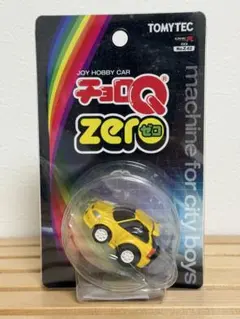 TOMYTEC
JOY HOBBY CAR
チョロQ
zero
ゼロ
machine for city boys